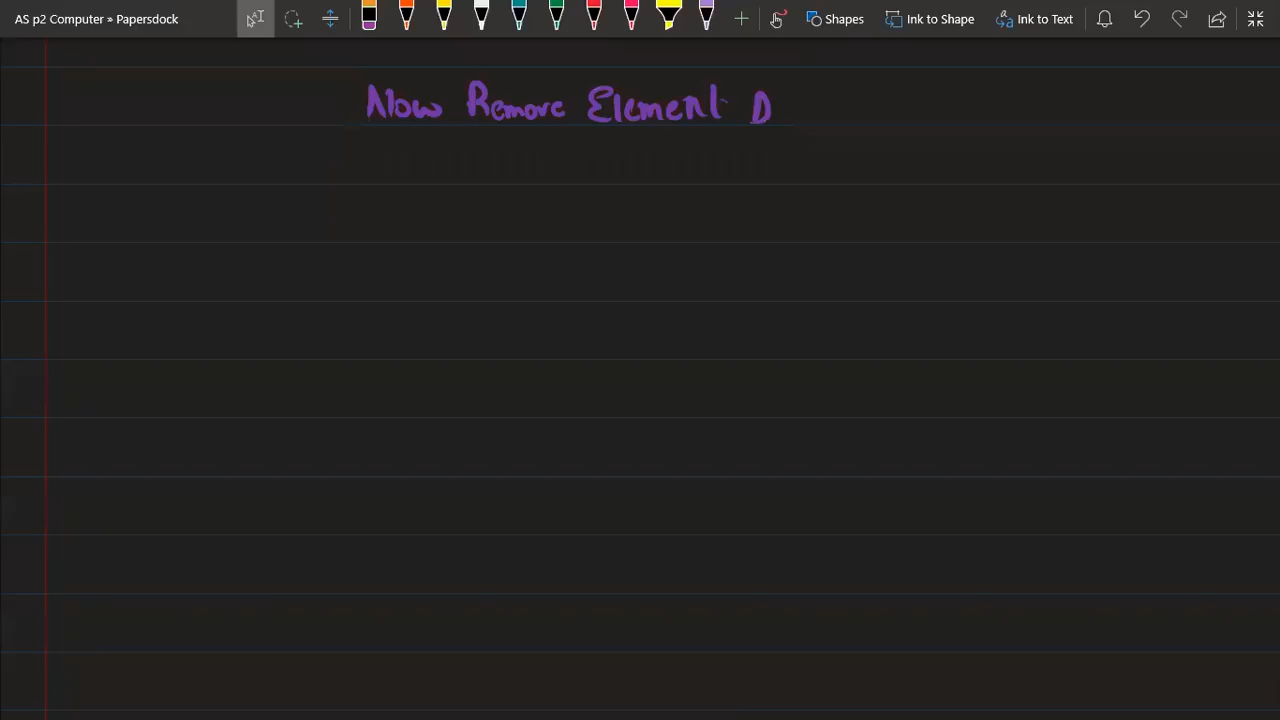 AS p2 Computer » Papersdock
Shapes
Ink to Shape
Ink to Text
Now Remove Element D